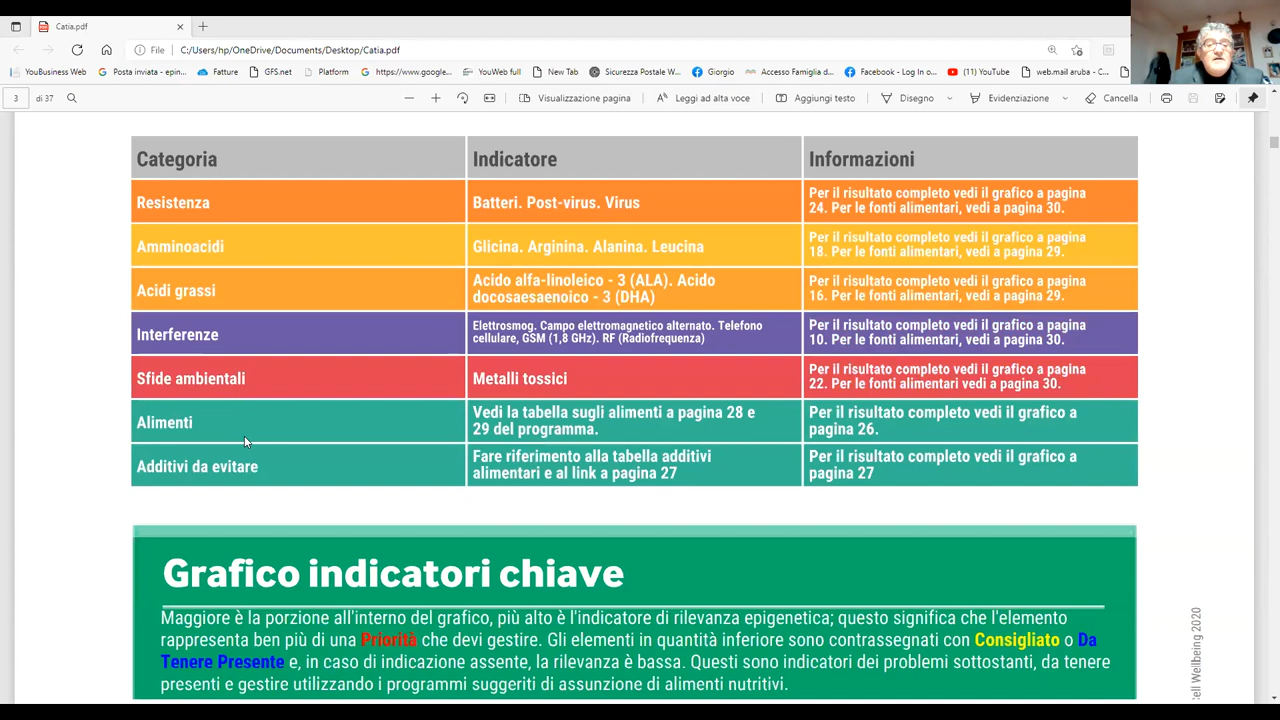 Catia.pdf
File
C:/Users/hp/OneDrive/Documents/Desktop/Catia.pdf
YouBusiness Web
Posta inviata - epin...
Fatture
GFS.net
Platform
https://www.google...
YouWeb full
New Tab
Sicurezza Postale W...
Giorgio
Accesso Famiglia d...
Facebook - Log In o...
(11) YouTube
web.mail aruba - C...
3
di 37
Visualizzazione pagina
Leggi ad alta voce
Aggiungi testo
Disegno
Evidenziazione
Cancella
Categoria
Indicatore
Informazioni
Resistenza
Batteri. Post-virus. Virus
Per il risultato completo vedi il grafico a pagina
24. Per le fonti alimentari, vedi a pagina 30.
Amminoacidi
Glicina. Arginina. Alanina. Leucina
Per il risultato completo vedi il grafico a pagina
18. Per le fonti alimentari, vedi a pagina 29.
Acidi grassi
Acido alfa-linoleico - 3 (ALA). Acido
docosaesaenoico - 3 (DHA)
Per il risultato completo vedi il grafico a pagina
16. Per le fonti alimentari, vedi a pagina 29.
Interferenze
Elettrosmog. Campo elettromagnetico alternato. Telefono
cellulare, GSM (1,8 GHz). RF (Radiofrequenza)
Per il risultato completo vedi il grafico a pagina
10. Per le fonti alimentari, vedi a pagina 30.
Sfide ambientali
Metalli tossici
Per il risultato completo vedi il grafico a pagina
22. Per le fonti alimentari vedi a pagina 30.
Alimenti
Vedi la tabella sugli alimenti a pagina 28 e
29 del programma.
Per il risultato completo vedi il grafico a
pagina 26.
Additivi da evitare
Fare riferimento alla tabella additivi
alimentari e al link a pagina 27
Per il risultato completo vedi il grafico a
pagina 27
Grafico indicatori chiave
Maggiore è la porzione all'interno del grafico, più alto è l'indicatore di rilevanza epigenetica; questo significa che l'elemento
rappresenta ben più di una Priorità che devi gestire. Gli elementi in quantità inferiore sono contrassegnati con Consigliato o Da
Tenere Presente e, in caso di indicazione assente, la rilevanza è bassa. Questi sono indicatori dei problemi sottostanti, da tenere
presenti e gestire utilizzando i programmi suggeriti di assunzione di alimenti nutritivi.
ell Wellbeing 2020